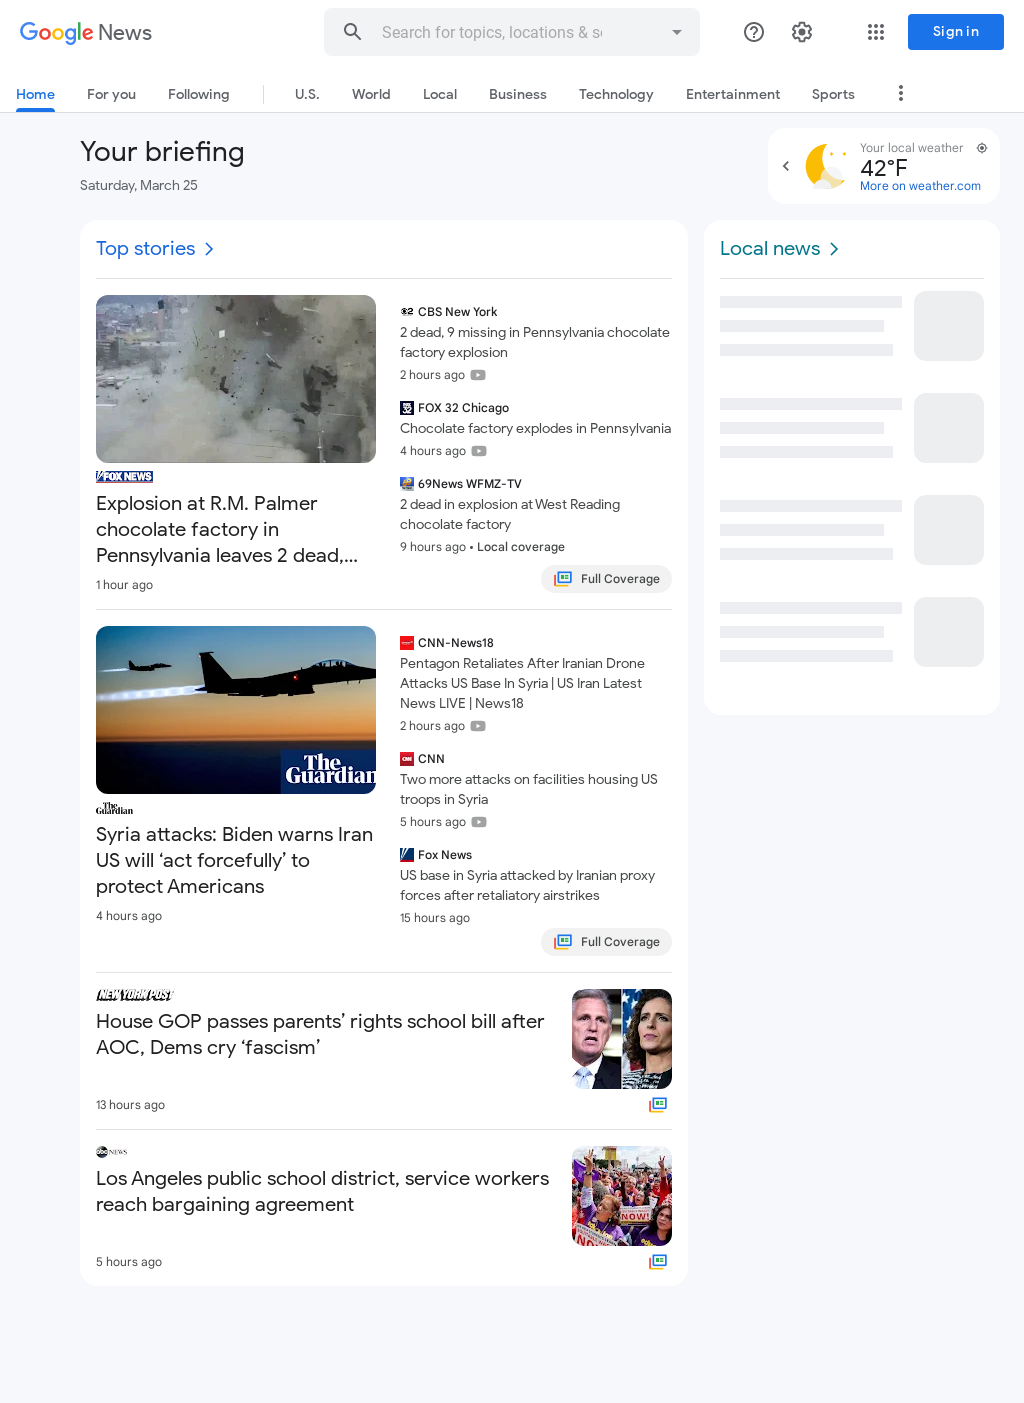 Google News
Search for topics, locations & s
Sign in
Home
For you
Following
U.S.
World
Local
Business
Technology
Entertainment
Sports
Your briefing
Saturday, March 25
Your local weather
42°F
More on weather.com
Top stories
FOX NEWS
Explosion at R.M. Palmer
chocolate factory in
Pennsylvania leaves 2 dead,...
1 hour ago
CBS New York
2 dead, 9 missing in Pennsylvania chocolate
factory explosion
2 hours ago
FOX 32 Chicago
Chocolate factory explodes in Pennsylvania
4 hours ago
69News WFMZ-TV
2 dead in explosion at West Reading
chocolate factory
9 hours ago • Local coverage
Full Coverage
The
Guardian
The
Guardian
Syria attacks: Biden warns Iran
US will ‘act forcefully’ to
protect Americans
4 hours ago
CNN-News18
Pentagon Retaliates After Iranian Drone
Attacks US Base In Syria | US Iran Latest
News LIVE | News18
2 hours ago
CNN
Two more attacks on facilities housing US
troops in Syria
5 hours ago
Fox News
US base in Syria attacked by Iranian proxy
forces after retaliatory airstrikes
15 hours ago
Full Coverage
NEW YORK POST
House GOP passes parents’ rights school bill after
AOC, Dems cry ‘fascism’
13 hours ago
abc NEWS
Los Angeles public school district, service workers
reach bargaining agreement
NOW!
5 hours ago
Local news